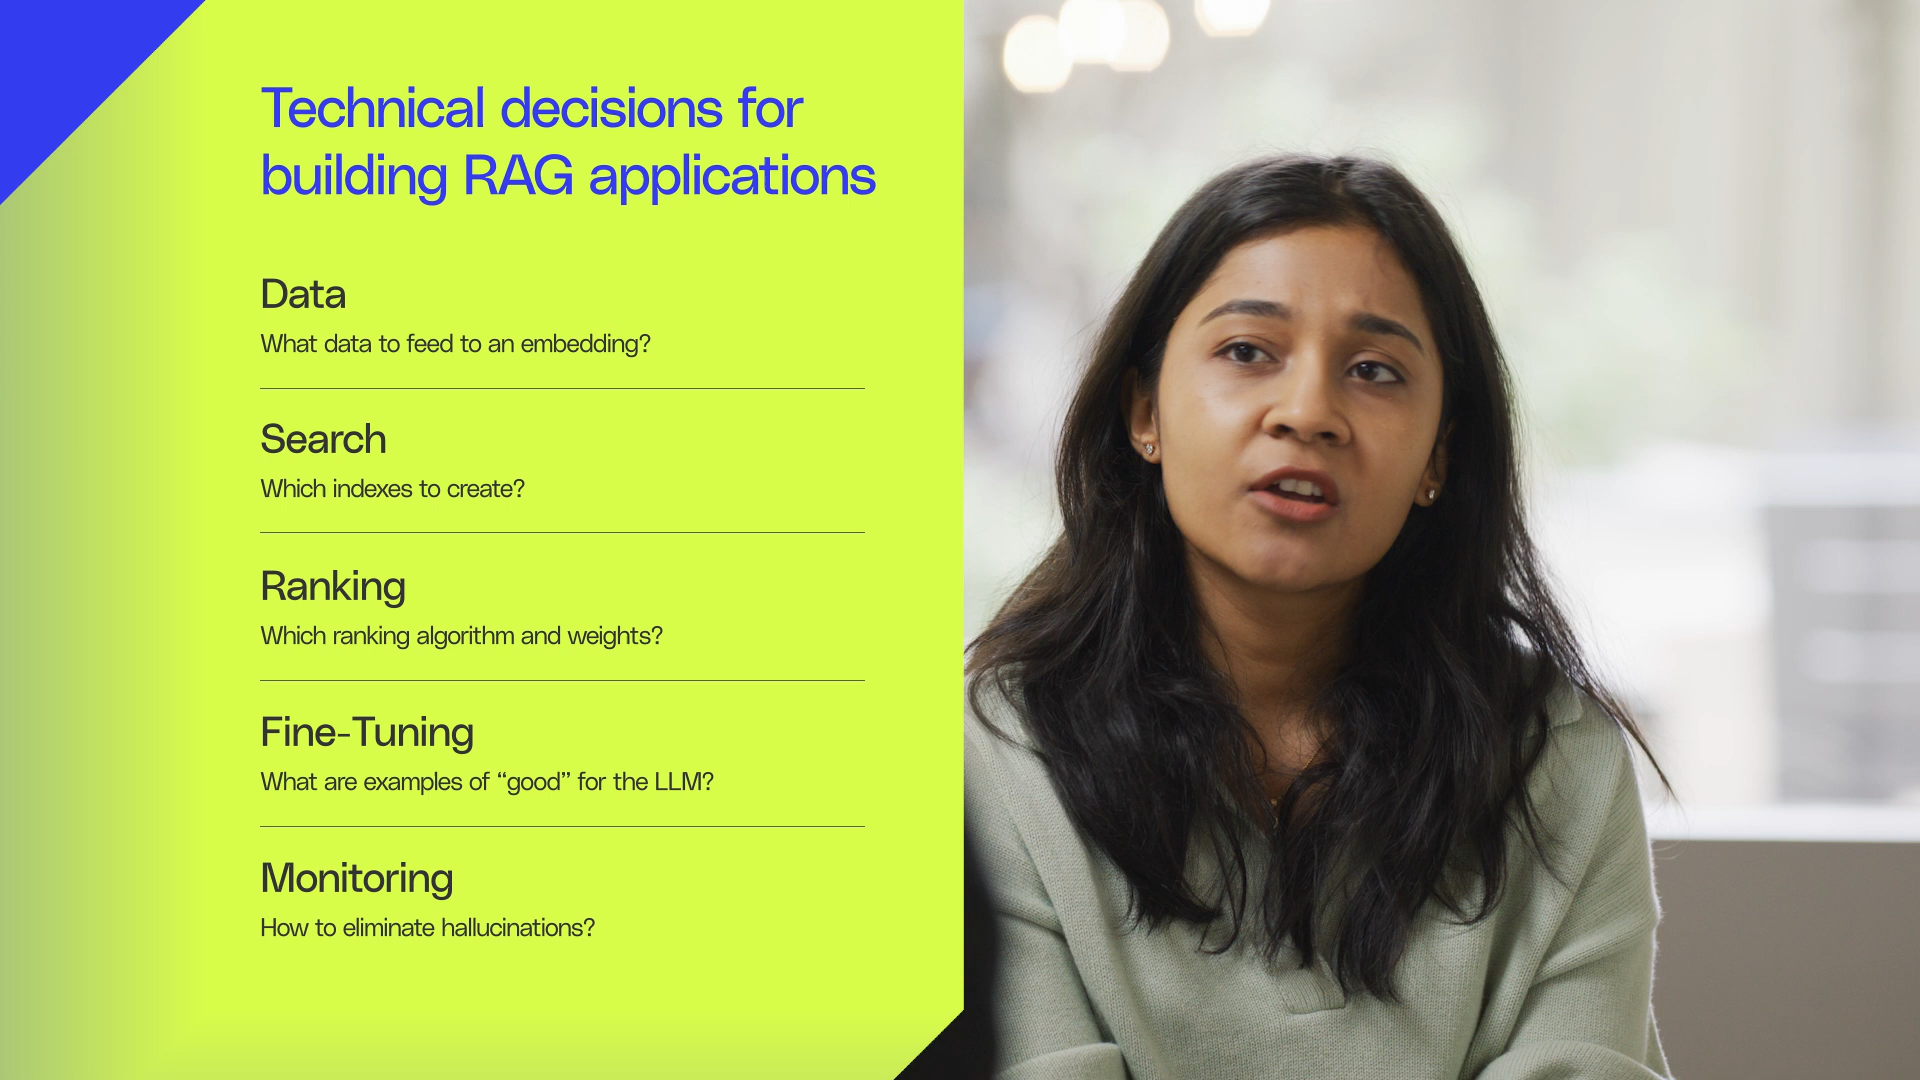 Technical decisions for
building RAG applications
Data
What data to feed to an embedding?
Search
Which indexes to create?
Ranking
Which ranking algorithm and weights?
Fine-Tuning
What are examples of “good” for the LLM?
Monitoring
How to eliminate hallucinations?